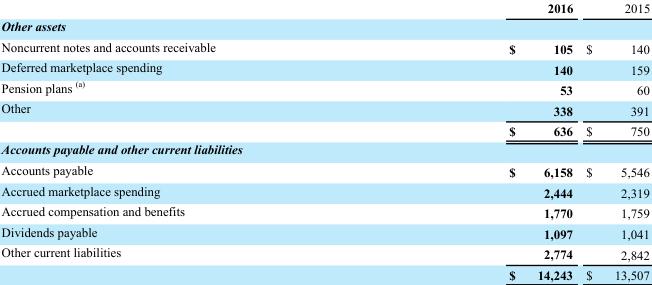 2016 2015
Other assets
Noncurrent notes and accounts receivable $ 105 $ 140
Deferred marketplace spending 140 159
Pension plans (a) 53 60
Other 338 391
$ 636 $ 750
Accounts payable and other current liabilities
Accounts payable $ 6,158 $ 5,546
Accrued marketplace spending 2,444 2,319
Accrued compensation and benefits 1,770 1,759
Dividends payable 1,097 1,041
Other current liabilities 2,774 2,842
$ 14,243 $ 13,507